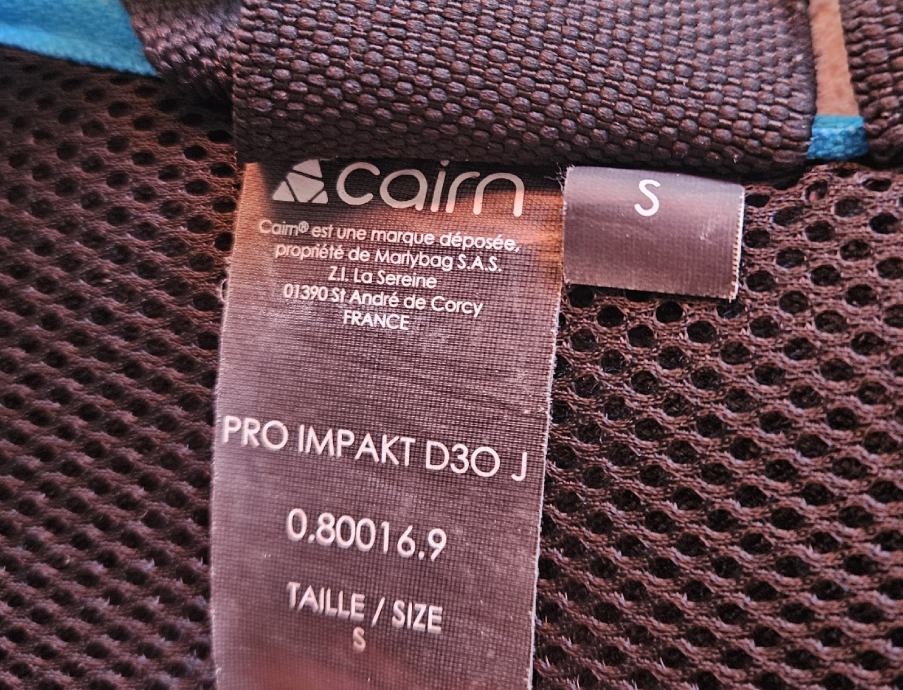 cairn
Cairn® est une marque déposée,
propriété de Marlybag S.A.S.
Z.I. La Sereine
01390 St André de Corcy
FRANCE
PRO IMPAKT D3O J
0.80016.9
TAILLE / SIZE
S
S